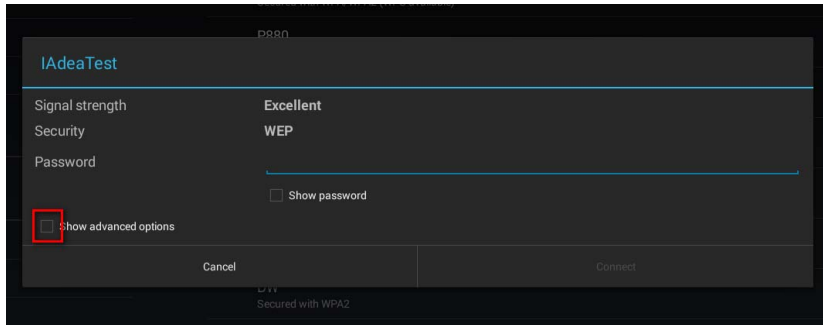 P880
IAdeaTest
Signal strength Excellent
Security WEP
Password
Show password
Show advanced options
Cancel Connect
DW
Secured with WPA2